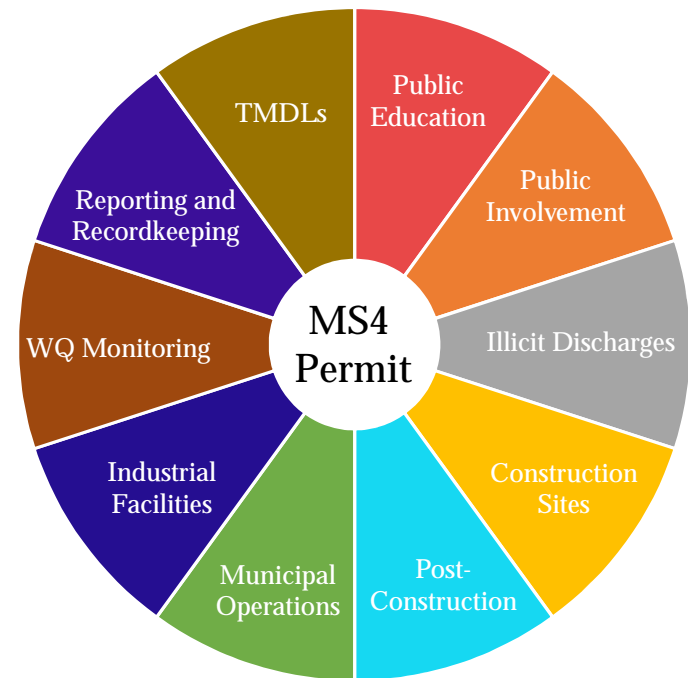 MS4
Permit
Public
Education
Public
Involvement
Illicit Discharges
Construction
Sites
Post-
Construction
Municipal
Operations
Industrial
Facilities
WQ Monitoring
Reporting and
Recordkeeping
TMDLs